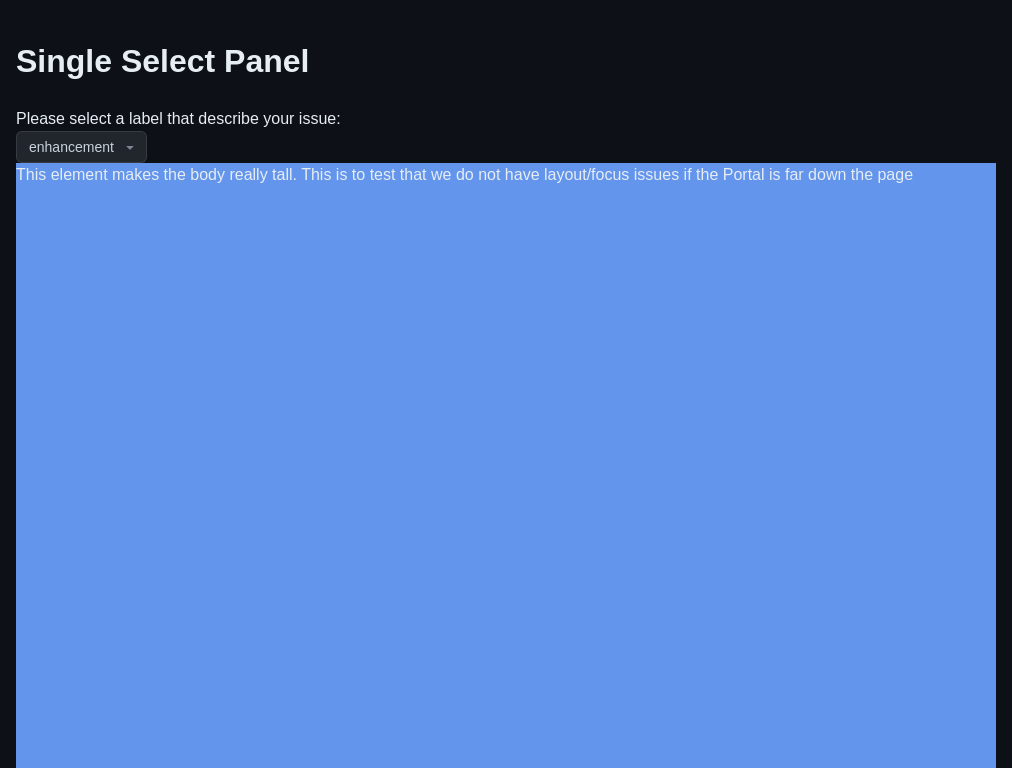 Single Select Panel
Please select a label that describe your issue:
enhancement
This element makes the body really tall. This is to test that we do not have layout/focus issues if the Portal is far down the page